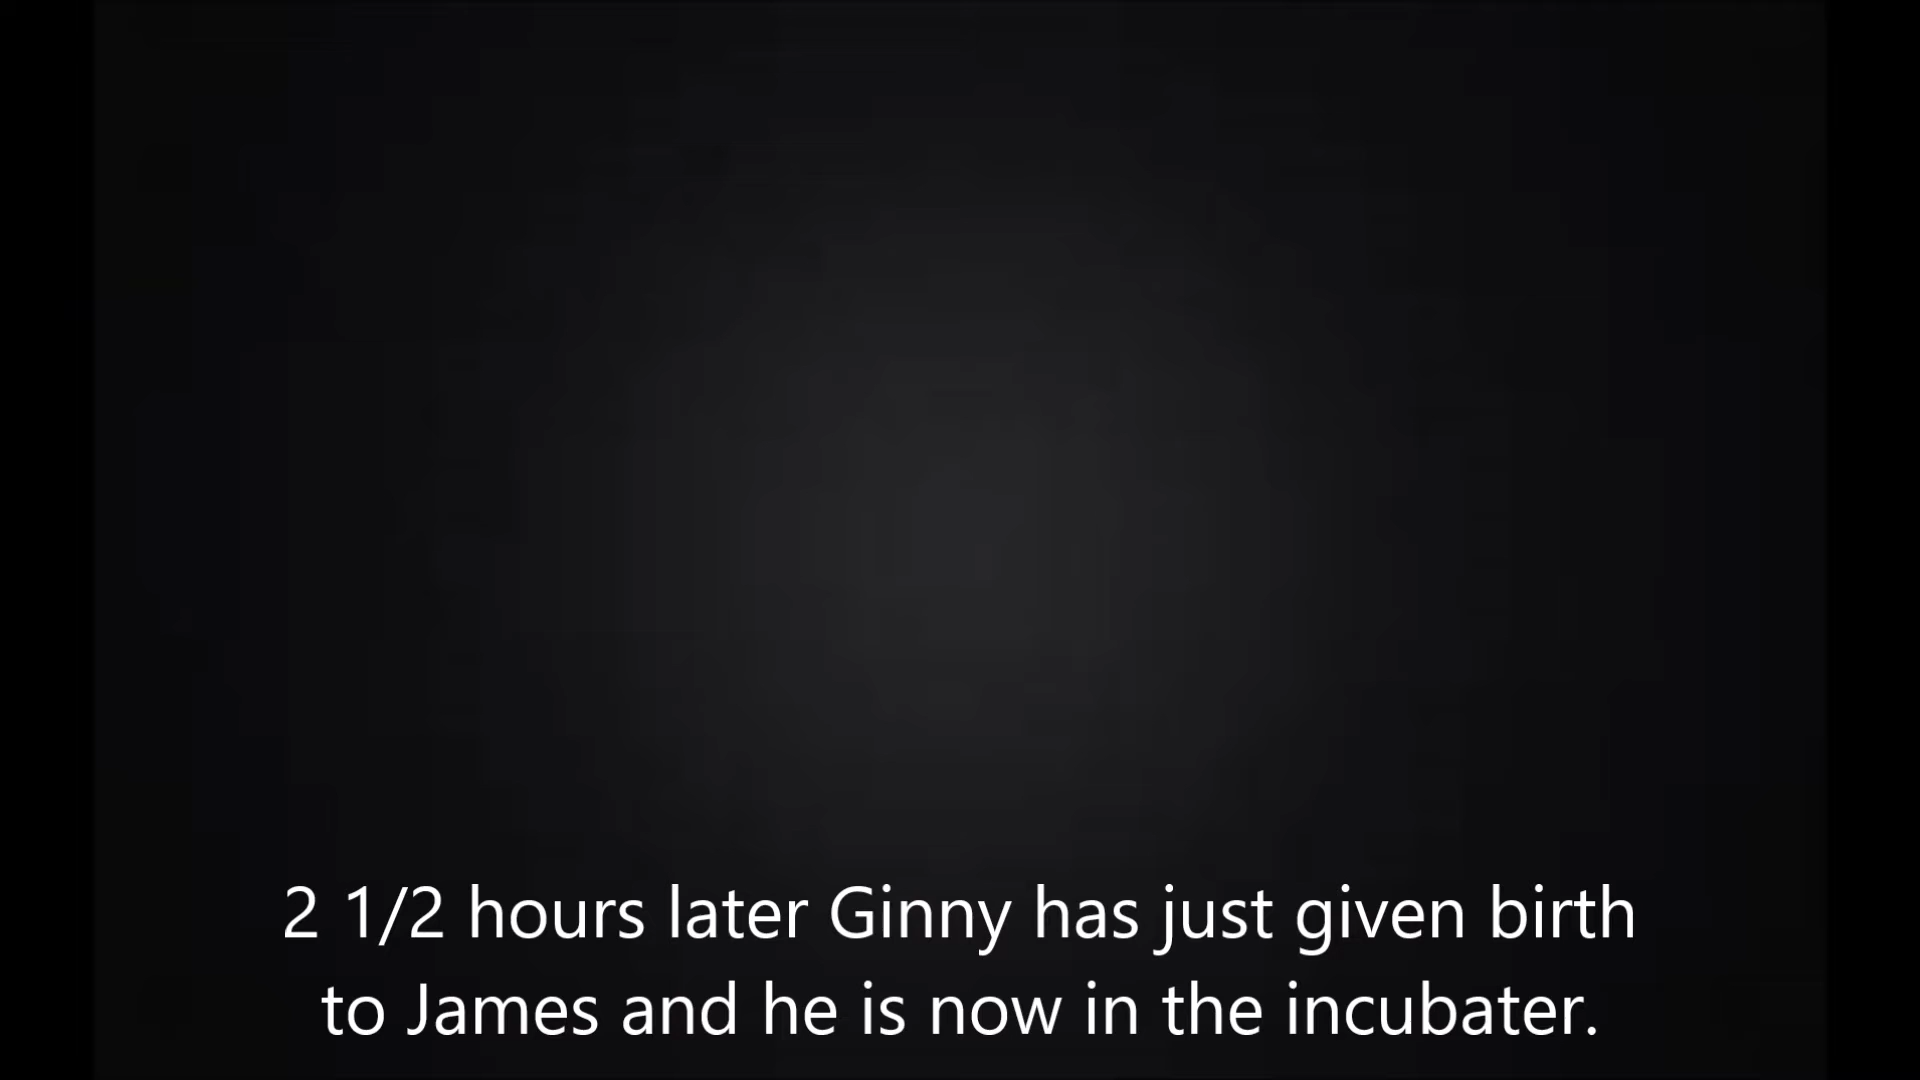 2 1/2 hours later Ginny has just given birth
to James and he is now in the incubater.